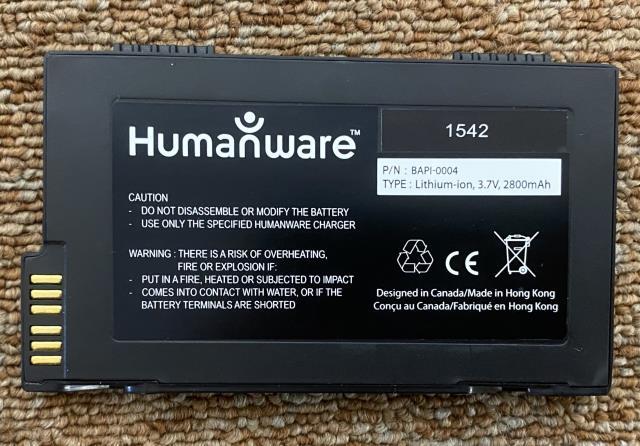 Humanware™
1542
P/N : BAPI-0004
TYPE : Lithium-ion, 3.7V, 2800mAh
CAUTION
- DO NOT DISASSEMBLE OR MODIFY THE BATTERY
- USE ONLY THE SPECIFIED HUMANWARE CHARGER
WARNING : THERE IS A RISK OF OVERHEATING,
FIRE OR EXPLOSION IF:
- PUT IN A FIRE, HEATED OR SUBJECTED TO IMPACT
- COMES INTO CONTACT WITH WATER, OR IF THE
BATTERY TERMINALS ARE SHORTED
CE
Designed in Canada/Made in Hong Kong
Conçu au Canada/Fabriqué en Hong Kong